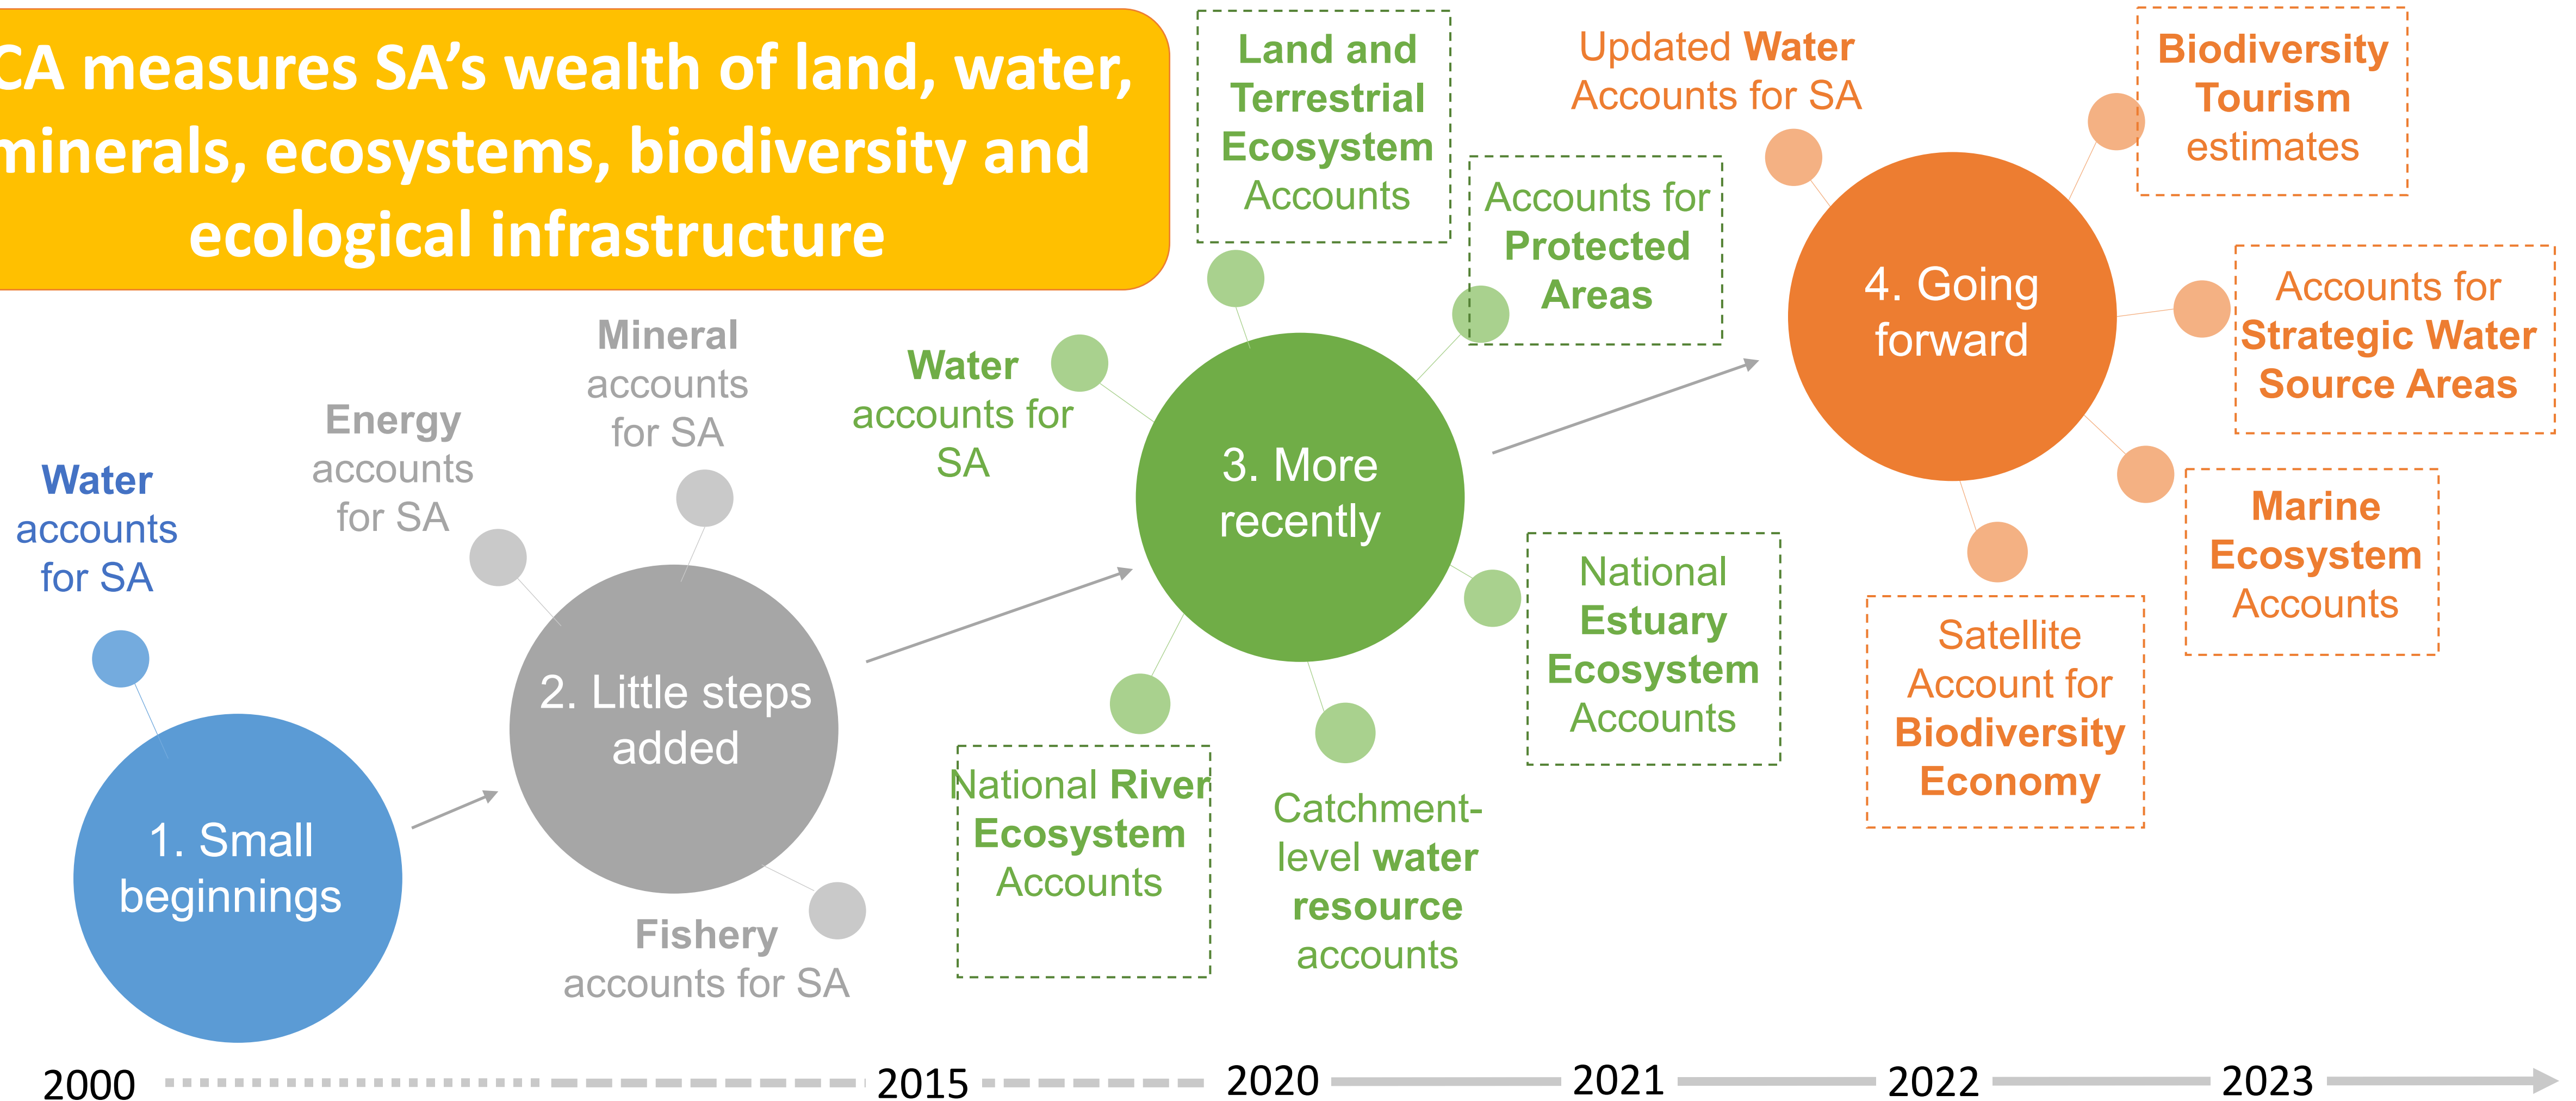 CA measures SA's wealth of land, water,
minerals, ecosystems, biodiversity and
ecological infrastructure
Water
accounts
for SA
1. Small
beginnings
Energy
accounts
for SA
Mineral
accounts
for SA
2. Little steps
added
Fishery
accounts for SA
Water
accounts for
SA
Land and
Terrestrial
Ecosystem
Accounts
Accounts for
Protected
Areas
3. More
recently
National River
Ecosystem
Accounts
Catchment-
level water
resource
accounts
National
Estuary
Ecosystem
Accounts
Updated Water
Accounts for SA
4. Going
forward
Biodiversity
Tourism
estimates
Accounts for
Strategic Water
Source Areas
Marine
Ecosystem
Accounts
Satellite
Account for
Biodiversity
Economy
2000 2015 2020 2021 2022 2023